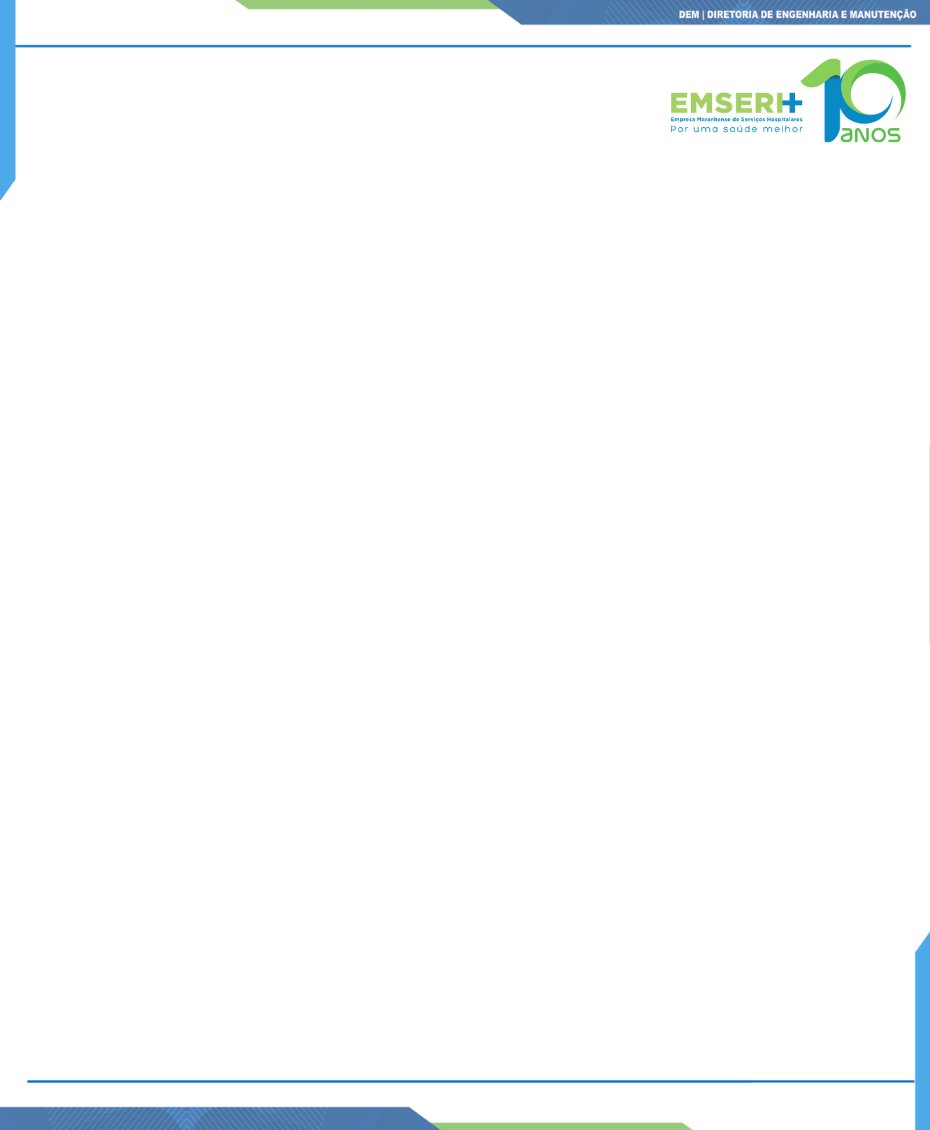 DEM | DIRETORIA DE ENGENHARIA E MANUTENÇÃO
EMSERH
Empresa Maranhense de Serviços Hospitalares
Por uma saúde melhor
10
ANOS